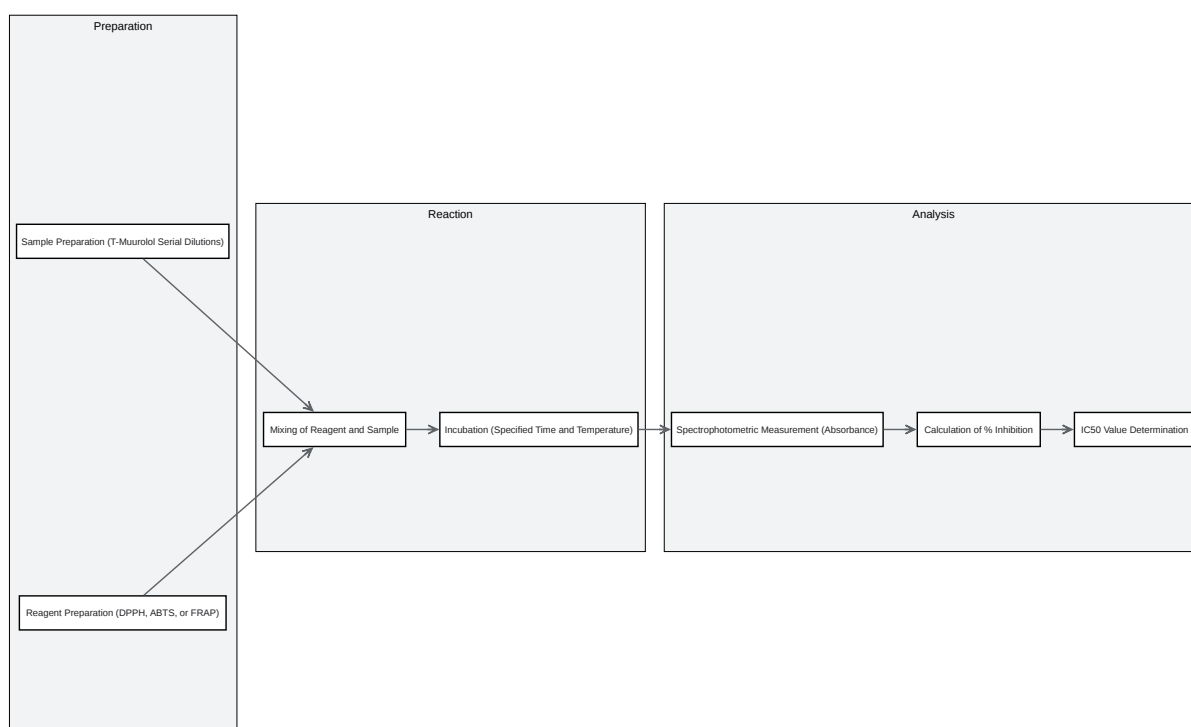 Preparation
Sample Preparation (T-Muurolol Serial Dilutions)
Reagent Preparation (DPPH, ABTS, or FRAP)
Reaction
Mixing of Reagent and Sample
Incubation (Specified Time and Temperature)
Analysis
Spectrophotometric Measurement (Absorbance)
Calculation of % Inhibition
IC50 Value Determination